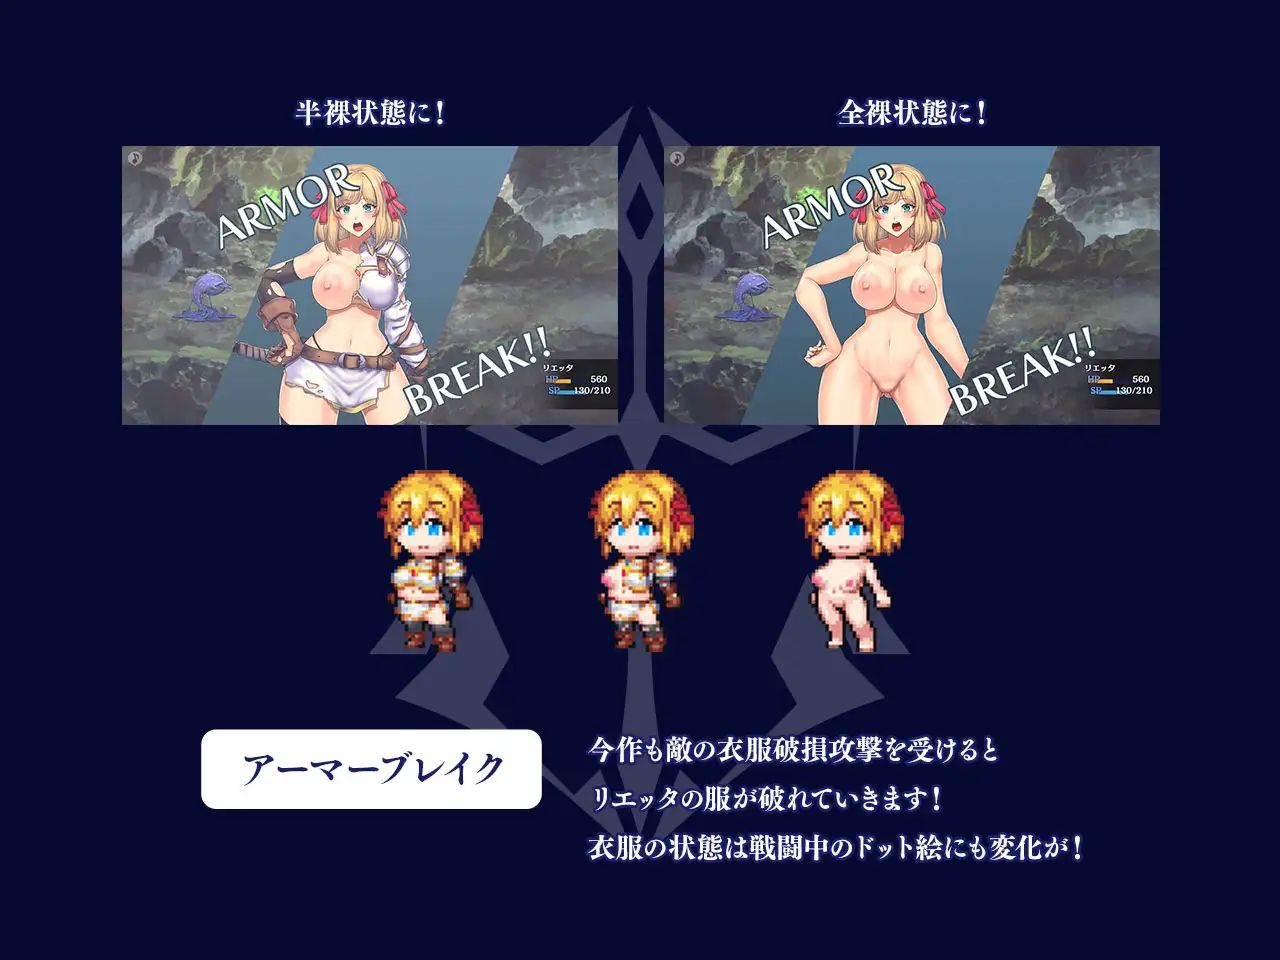 半裸状態に！
全裸状態に！
ARMOR
BREAK!!
リエッタ
HP 560
SP 130/210
ARMOR
BREAK!!
リエッタ
HP 560
SP 130/210
アーマーブレイク
今作も敵の衣服破損攻撃を受けると
リエッタの服が破れていきます！
衣服の状態は戦闘中のドット絵にも変化が！